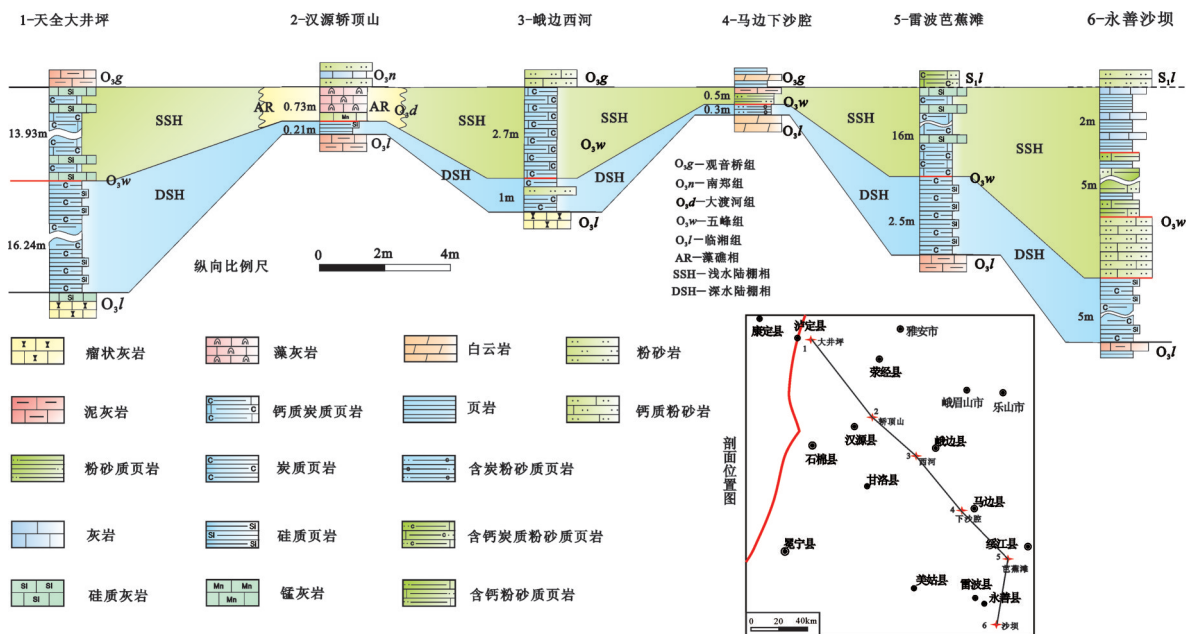 1-天全大井坪
2-汉源轿顶山
3-峨边西河
4-马边下沙腔
5-雷波芭蕉滩
6-永善沙坝
O₃g
O₃n
O₃g
O₃g
S₁l
S₁l
13.93m
16.24m
SSH
DSH
O₃w
O₃l
AR
0.73m
0.21m
AR
O₃d
O₃l
SSH
DSH
2.7m
1m
O₃w
O₃l
SSH
DSH
0.5m
0.3m
O₃w
O₃l
SSH
DSH
16m
2.5m
O₃w
O₃l
SSH
DSH
2m
5m
5m
O₃w
O₃l
纵向比例尺
0 2m 4m
O₃g—观音桥组
O₃n—南郑组
O₃d—大渡河组
O₃w—五峰组
O₃l—临湘组
AR—藻礁相
SSH—浅水陆棚相
DSH—深水陆棚相
瘤状灰岩
藻灰岩
白云岩
粉砂岩
泥灰岩
钙质炭质页岩
页岩
钙质粉砂岩
粉砂质页岩
炭质页岩
含炭粉砂质页岩
灰岩
硅质页岩
含钙炭质粉砂质页岩
硅质灰岩
锰灰岩
含钙粉砂质页岩
剖面位置图
康定县
泸定县
雅安市
1 大井坪
荥经县
峨眉山市
乐山市
2 轿顶山
汉源县
石棉县
峨边县
3 西河
甘洛县
马边县
4 下沙腔
冕宁县
绥江县
5 芭蕉滩
美姑县
雷波县
永善县
6 沙坝
0 20 40km